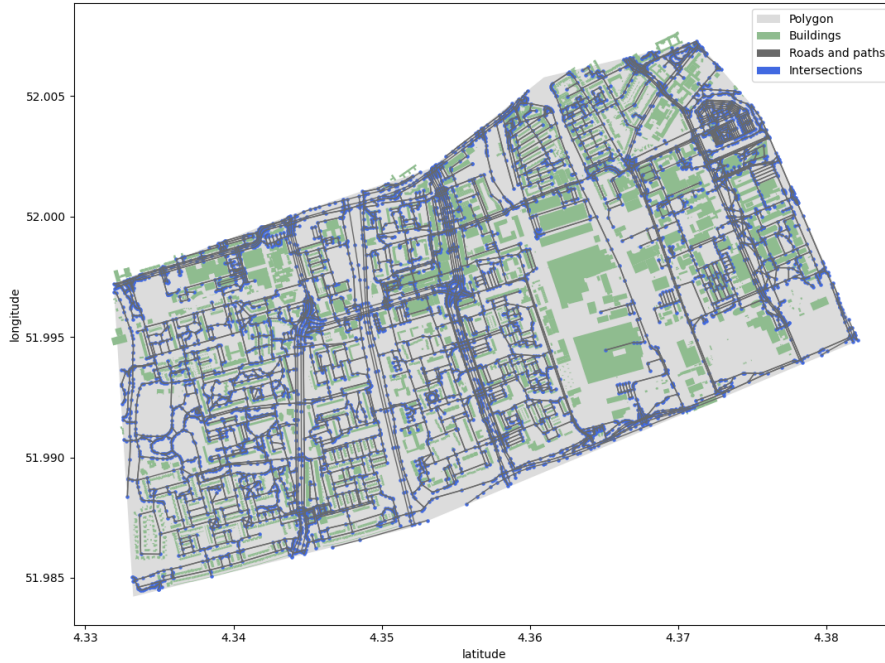 Polygon
Buildings
Roads and paths
Intersections
longitude
52.005
52.000
51.995
51.990
51.985
4.33 4.34 4.35 4.36 4.37 4.38
latitude